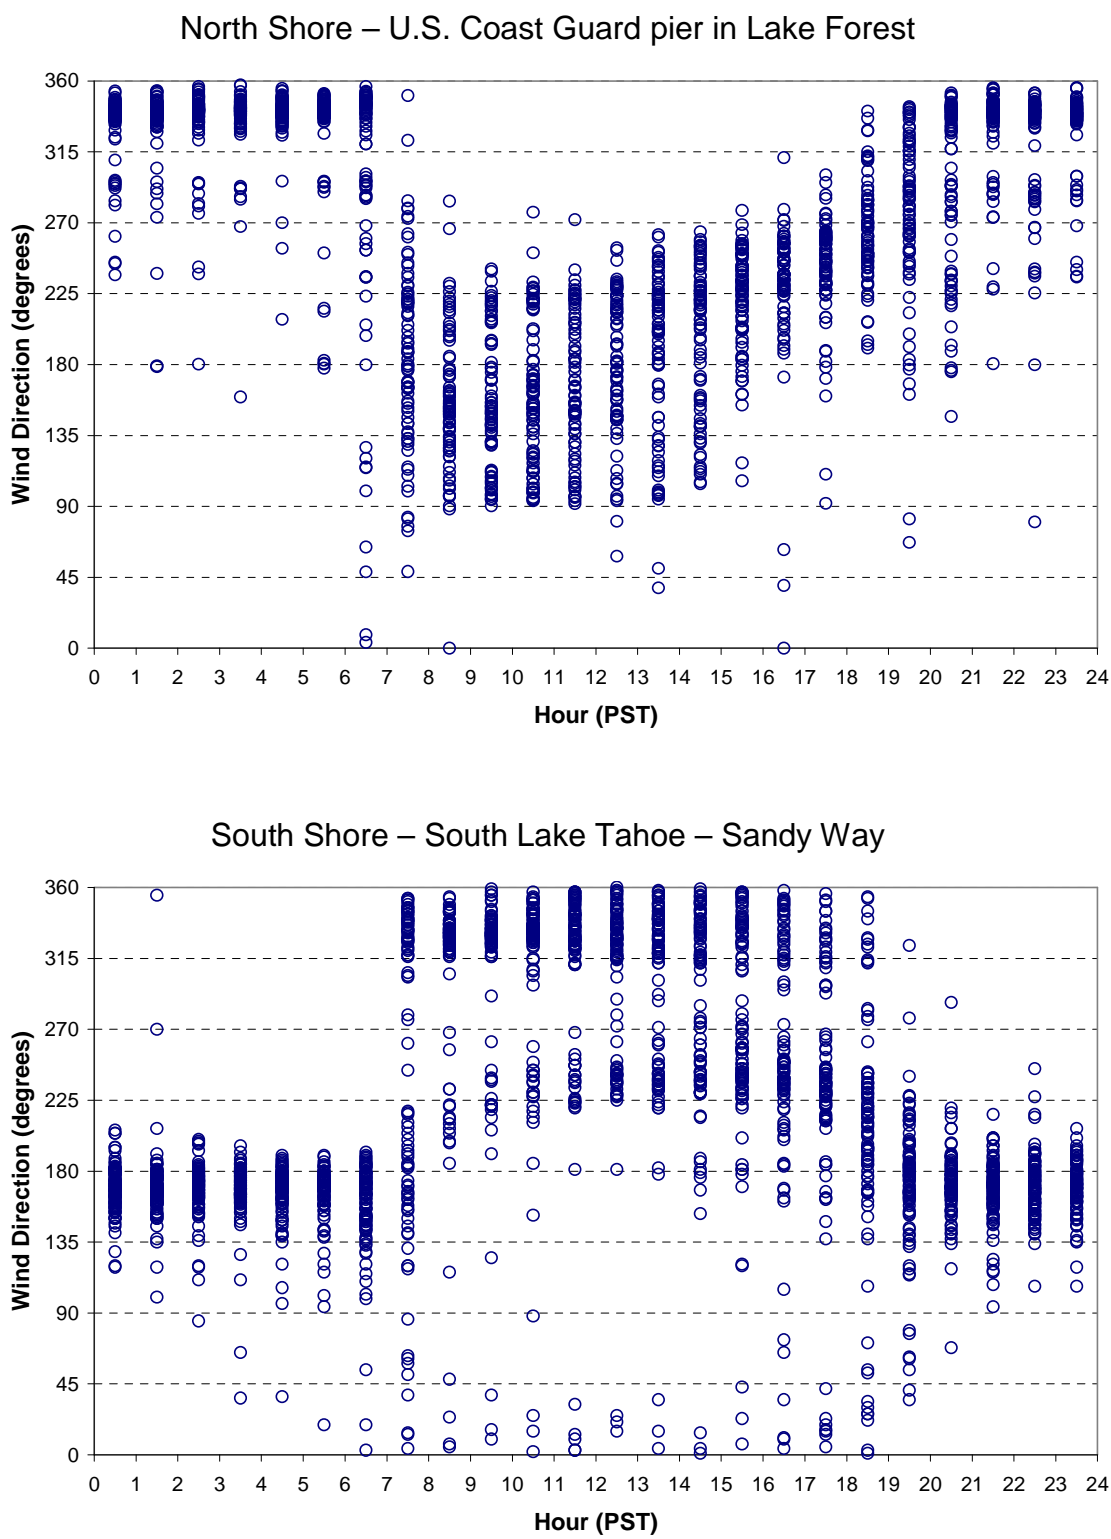 North Shore – U.S. Coast Guard pier in Lake Forest
360
315
270
225
180
135
90
45
0
Wind Direction (degrees)
0 1 2 3 4 5 6 7 8 9 10 11 12 13 14 15 16 17 18 19 20 21 22 23 24
Hour (PST)
South Shore – South Lake Tahoe – Sandy Way
360
315
270
225
180
135
90
45
0
Wind Direction (degrees)
0 1 2 3 4 5 6 7 8 9 10 11 12 13 14 15 16 17 18 19 20 21 22 23 24
Hour (PST)